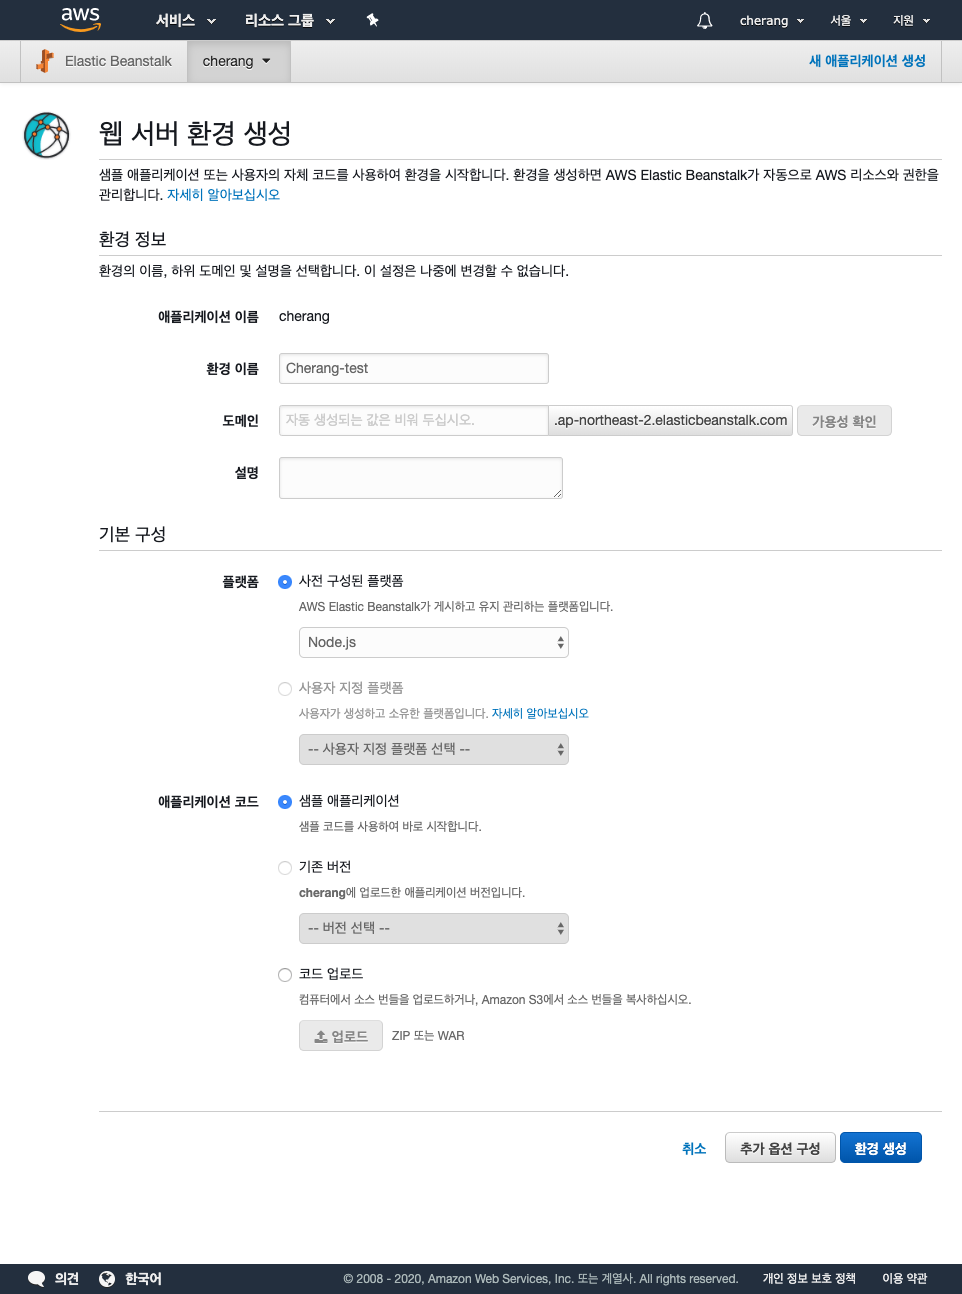 aws 서비스 리소스 그룹 cherang 서울 지원
Elastic Beanstalk cherang 새 애플리케이션 생성
웹 서버 환경 생성
샘플 애플리케이션 또는 사용자의 자체 코드를 사용하여 환경을 시작합니다. 환경을 생성하면 AWS Elastic Beanstalk가 자동으로 AWS 리소스와 권한을
관리합니다. 자세히 알아보십시오
환경 정보
환경의 이름, 하위 도메인 및 설명을 선택합니다. 이 설정은 나중에 변경할 수 없습니다.
애플리케이션 이름 cherang
환경 이름 Cherang-test
도메인 자동 생성되는 값은 비워 두십시오. .ap-northeast-2.elasticbeanstalk.com 가용성 확인
설명
기본 구성
플랫폼 사전 구성된 플랫폼
AWS Elastic Beanstalk가 게시하고 유지 관리하는 플랫폼입니다.
Node.js
사용자 지정 플랫폼
사용자가 생성하고 소유한 플랫폼입니다. 자세히 알아보십시오
-- 사용자 지정 플랫폼 선택 --
애플리케이션 코드 샘플 애플리케이션
샘플 코드를 사용하여 바로 시작합니다.
기존 버전
cherang에 업로드한 애플리케이션 버전입니다.
-- 버전 선택 --
코드 업로드
컴퓨터에서 소스 번들을 업로드하거나, Amazon S3에서 소스 번들을 복사하십시오.
업로드 ZIP 또는 WAR
취소 추가 옵션 구성 환경 생성
의견 한국어 © 2008 - 2020, Amazon Web Services, Inc. 또는 계열사. All rights reserved. 개인 정보 보호 정책 이용 약관